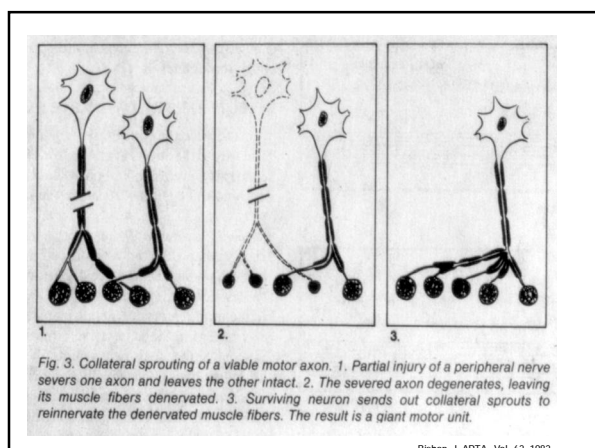 1.
2.
3.
Fig. 3. Collateral sprouting of a viable motor axon. 1. Partial injury of a peripheral nerve
severs one axon and leaves the other intact. 2. The severed axon degenerates, leaving
its muscle fibers denervated. 3. Surviving neuron sends out collateral sprouts to
reinnervate the denervated muscle fibers. The result is a giant motor unit.